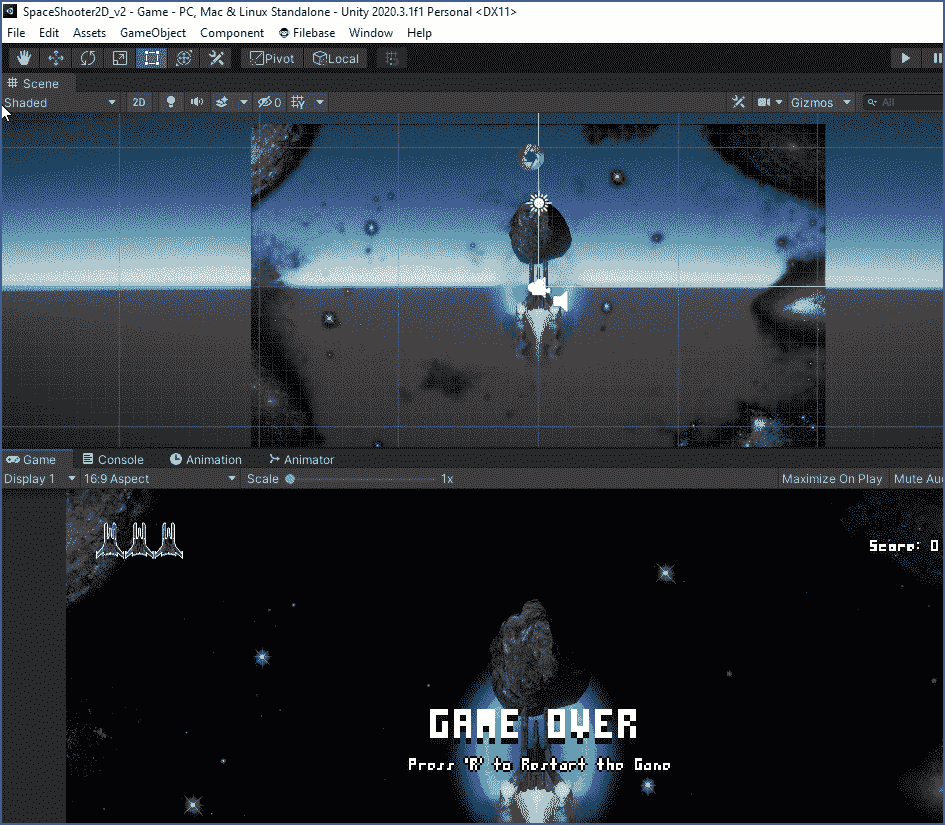 SpaceShooter2D_v2 - Game - PC, Mac & Linux Standalone - Unity 2020.3.1f1 Personal <DX11>
File Edit Assets GameObject Component Filebase Window Help
Pivot Local
Scene
Shaded 2D 0 Gizmos All
Game Console Animation Animator
Display 1 16:9 Aspect Scale 1x Maximize On Play Mute Au
Score: 0
GAME OVER
Press 'R' to Restart the Game